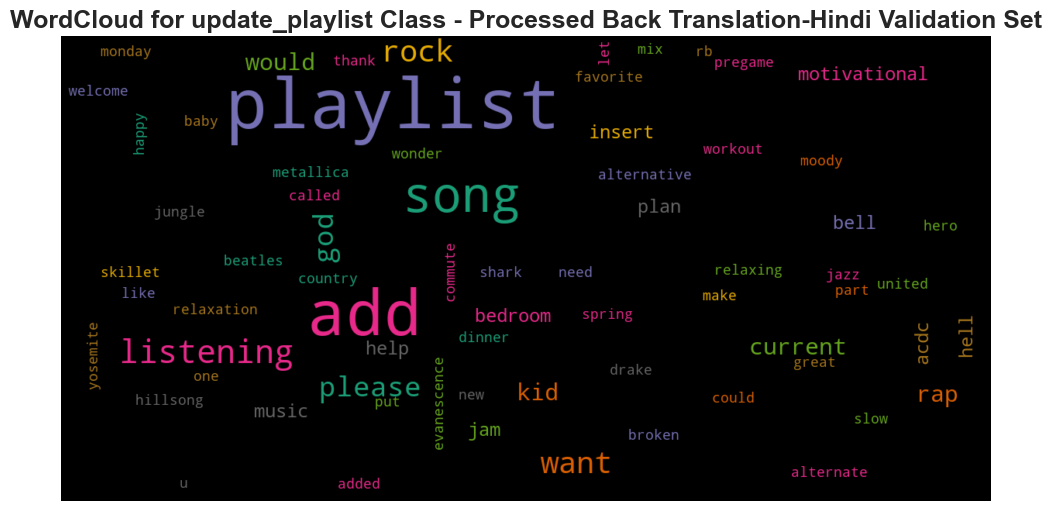 WordCloud for update_playlist Class - Processed Back Translation-Hindi Validation Set
monday
would
thank
rock
let
mix
rb
pregame
motivational
favorite
welcome
playlist
happy
baby
insert
wonder
workout
moody
metallica
alternative
called
song
jungle
plan
god
bell
hero
beatles
commute
skillet
country
shark
need
relaxing
jazz
united
like
make
part
relaxation
add
bedroom
spring
yosemite
listening
help
dinner
current
acdc
hell
one
great
drake
please
kid
hillsong
music
put
evanescence
new
could
rap
jam
broken
slow
want
u
added
alternate